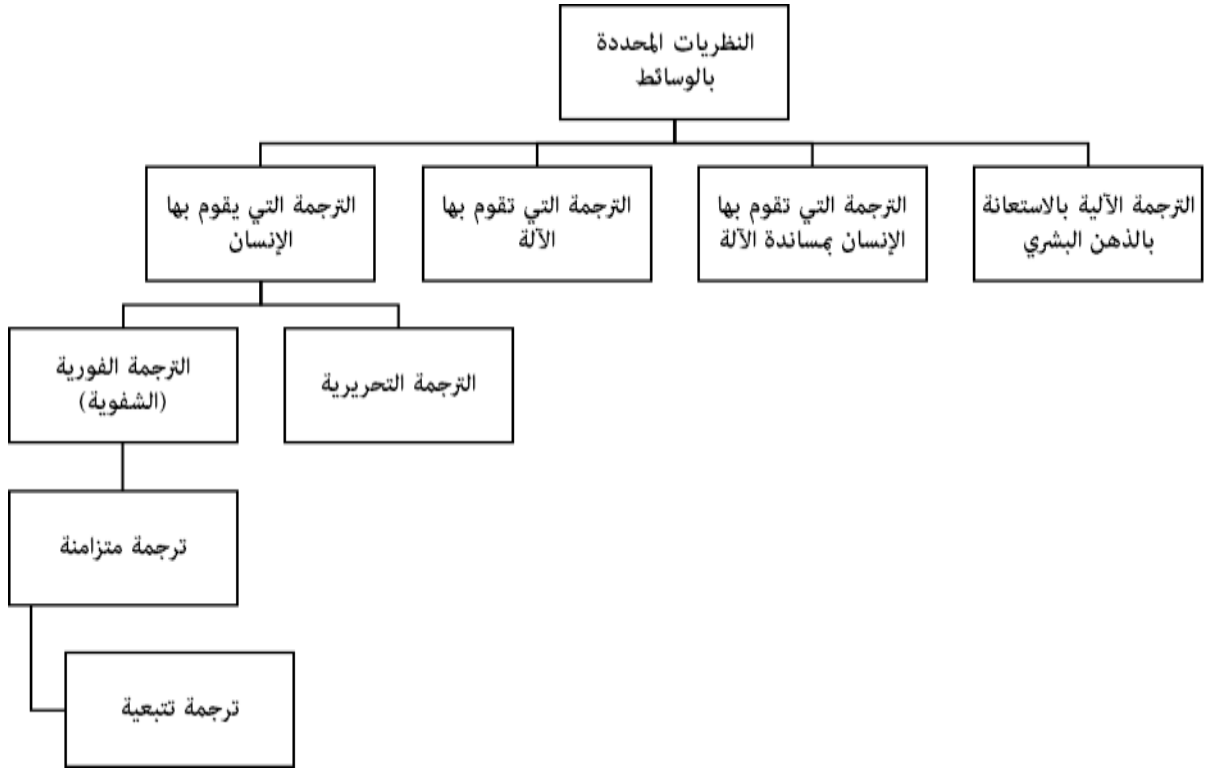 النظريات المحددة
بالوسائط
الترجمة الآلية بالاستعانة
بالذهن البشري
الترجمة التي تقوم بها
الإنسان بمساندة الآلة
الترجمة التي تقوم بها
الآلة
الترجمة التي يقوم بها
الإنسان
الترجمة التحريرية
الترجمة الفورية
(الشفوية)
ترجمة متزامنة
ترجمة تتبعية